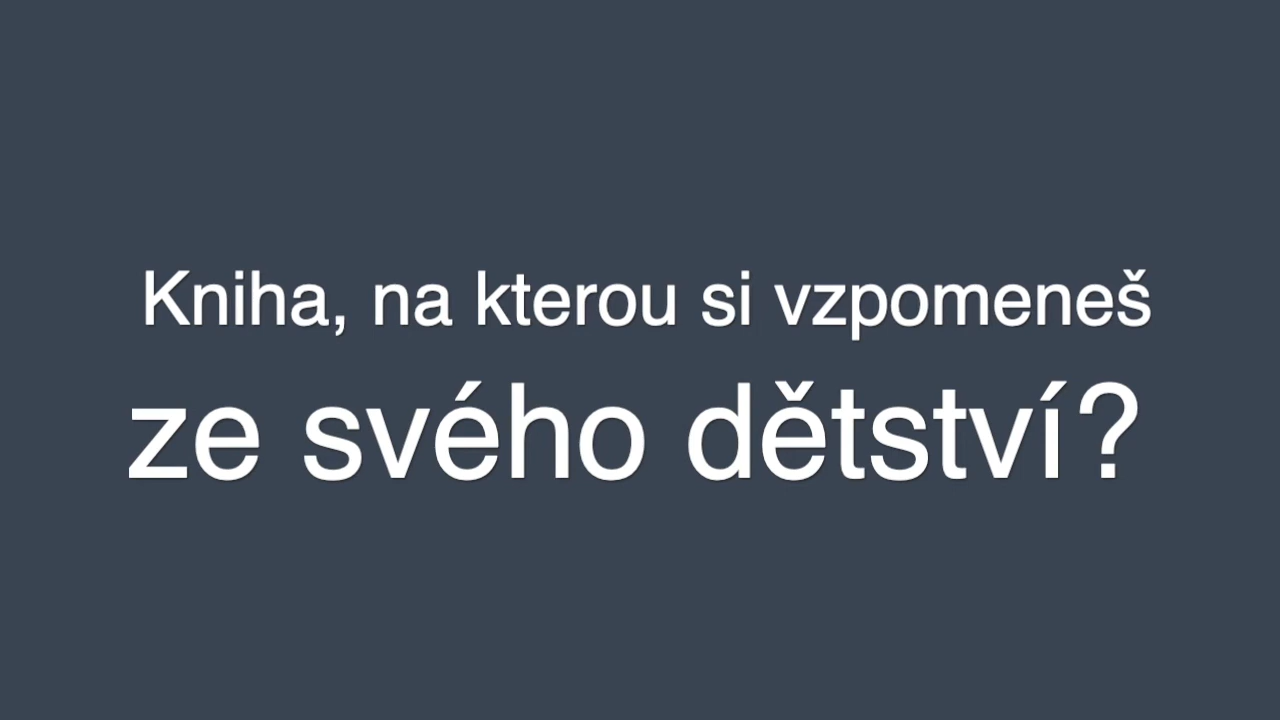 Kniha, na kterou si vzpomeneš
ze svého dětství?